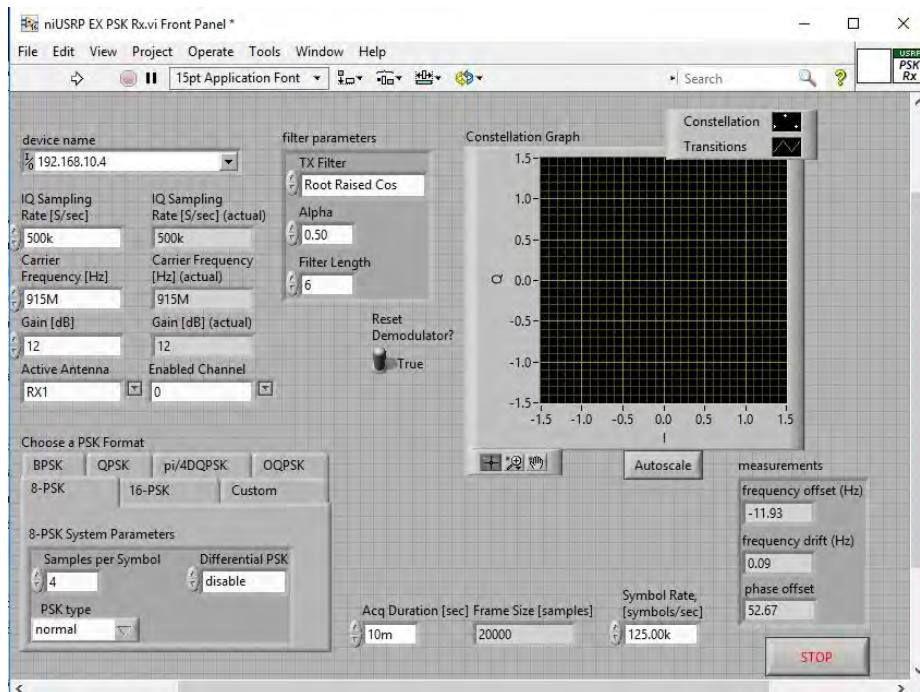 niUSRP EX PSK Rx.vi Front Panel *
File Edit View Project Operate Tools Window Help
15pt Application Font
Search
USRP
PSK
Rx
device name
192.168.10.4
IQ Sampling
Rate [S/sec]
500k
IQ Sampling
Rate [S/sec] (actual)
500k
Carrier
Frequency [Hz]
915M
Carrier Frequency
[Hz] (actual)
915M
Gain [dB]
12
Gain [dB] (actual)
12
Active Antenna
RX1
Enabled Channel
0
filter parameters
TX Filter
Root Raised Cos
Alpha
0.50
Filter Length
6
Reset
Demodulator?
True
Constellation Graph
Constellation
Transitions
1.5
1.0
0.5
0.0
-0.5
-1.0
-1.5
Q
-1.5 -1.0 -0.5 0.0 0.5 1.0 1.5
I
Autoscale
Choose a PSK Format
BPSK QPSK pi/4DQPSK OQPSK
8-PSK 16-PSK Custom
8-PSK System Parameters
Samples per Symbol
4
Differential PSK
disable
PSK type
normal
Acq Duration [sec]
10m
Frame Size [samples]
20000
Symbol Rate,
[symbols/sec]
125.00k
measurements
frequency offset (Hz)
-11.93
frequency drift (Hz)
0.09
phase offset
52.67
STOP